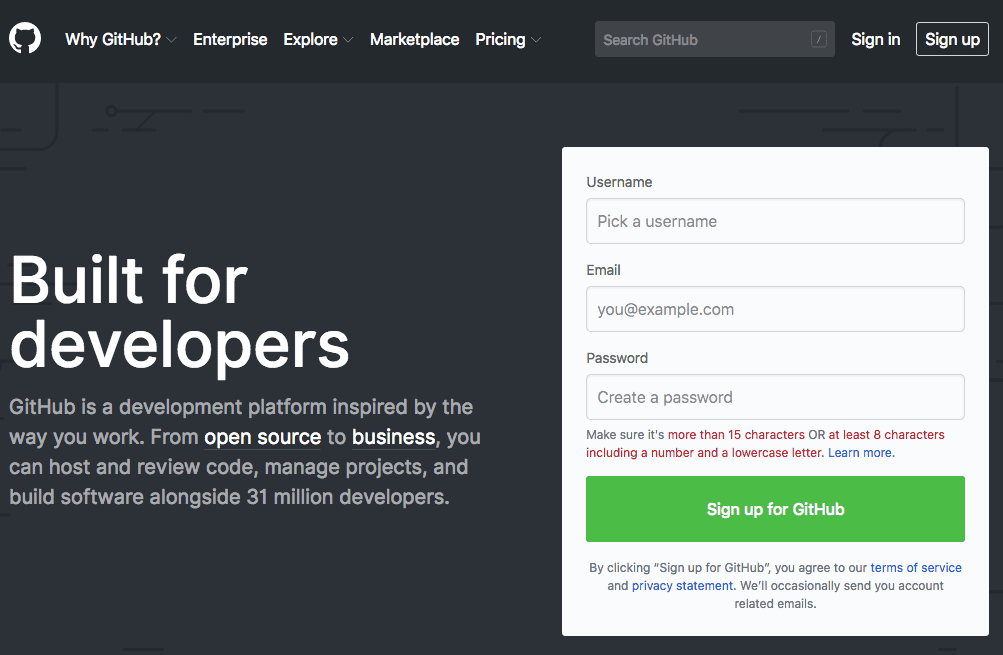 Why GitHub? Enterprise Explore Marketplace Pricing Search GitHub / Sign in Sign up
Built for
developers
GitHub is a development platform inspired by the
way you work. From open source to business, you
can host and review code, manage projects, and
build software alongside 31 million developers.
Username
Pick a username
Email
you@example.com
Password
Create a password
Make sure it's more than 15 characters OR at least 8 characters
including a number and a lowercase letter. Learn more.
Sign up for GitHub
By clicking “Sign up for GitHub”, you agree to our terms of service
and privacy statement. We’ll occasionally send you account
related emails.